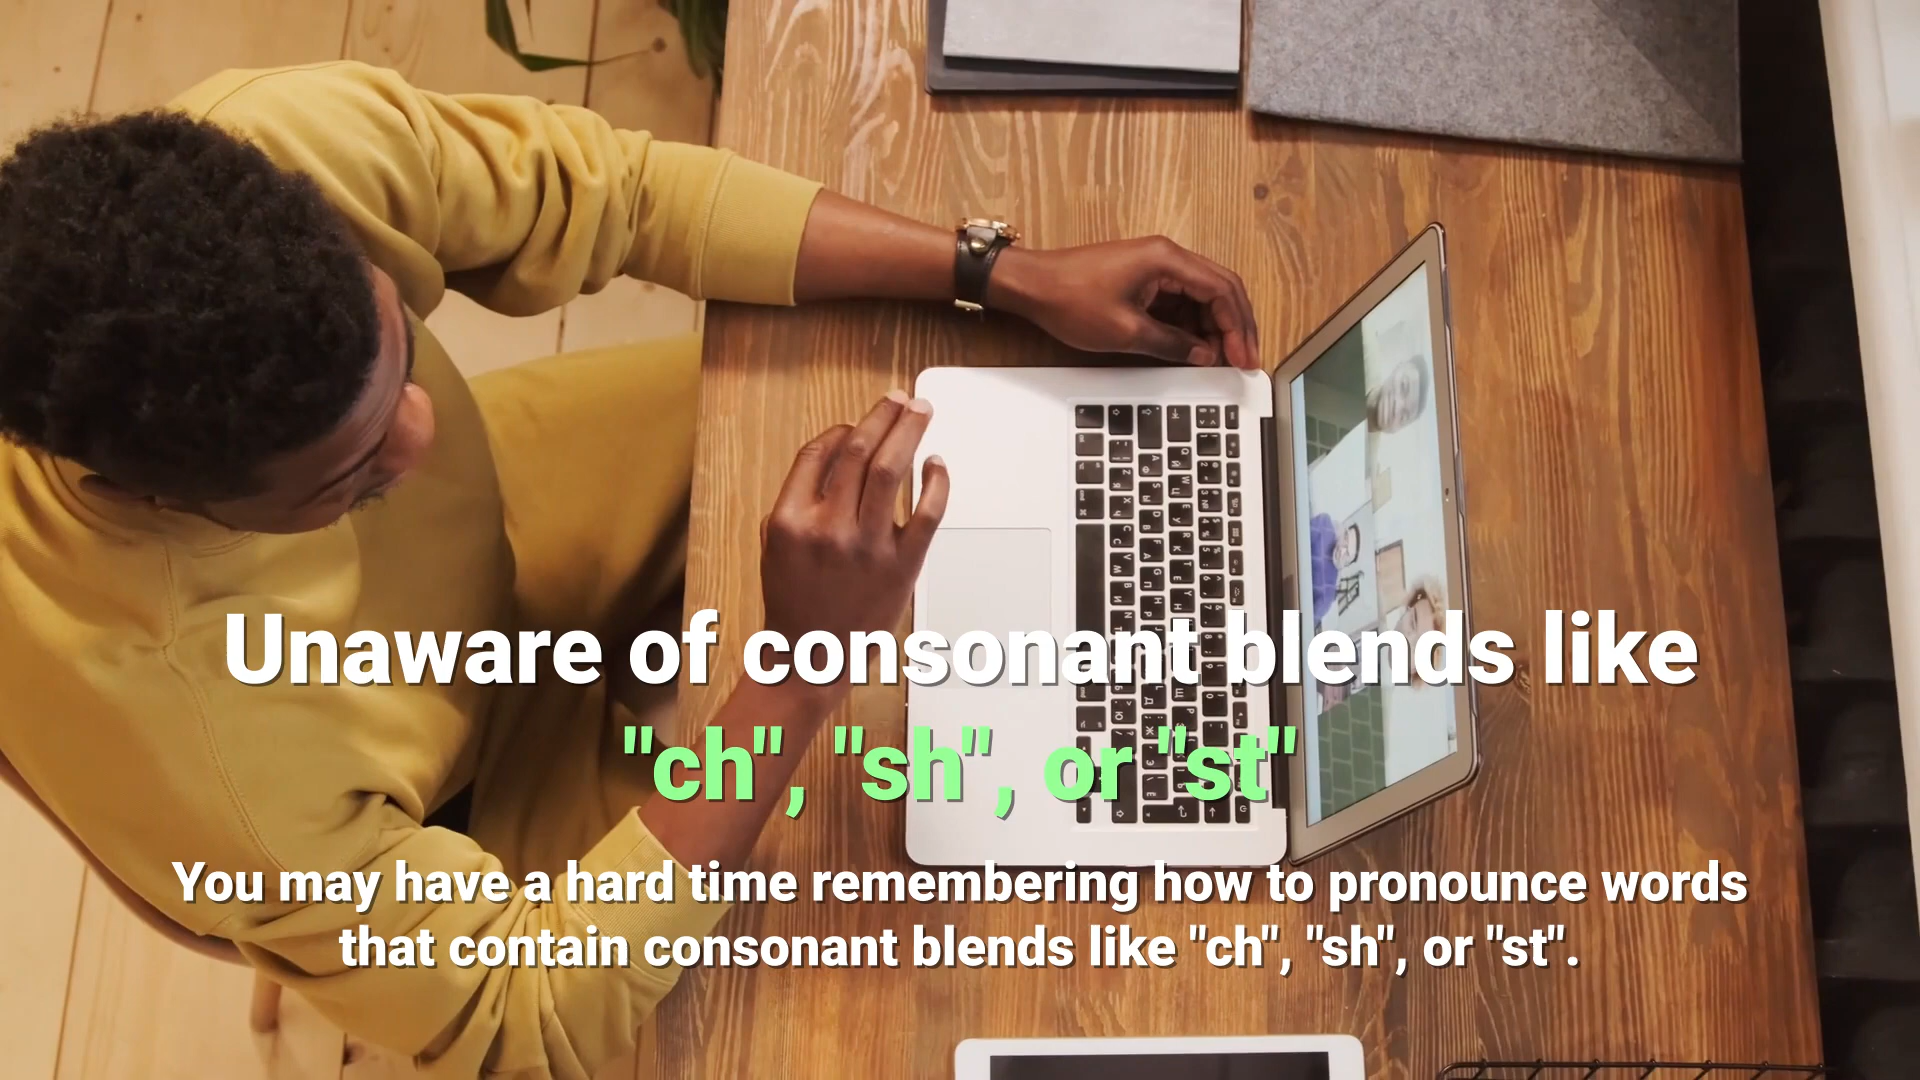 Unaware of consonant blends like
"ch", "sh", or "st"
You may have a hard time remembering how to pronounce words
that contain consonant blends like "ch", "sh", or "st".